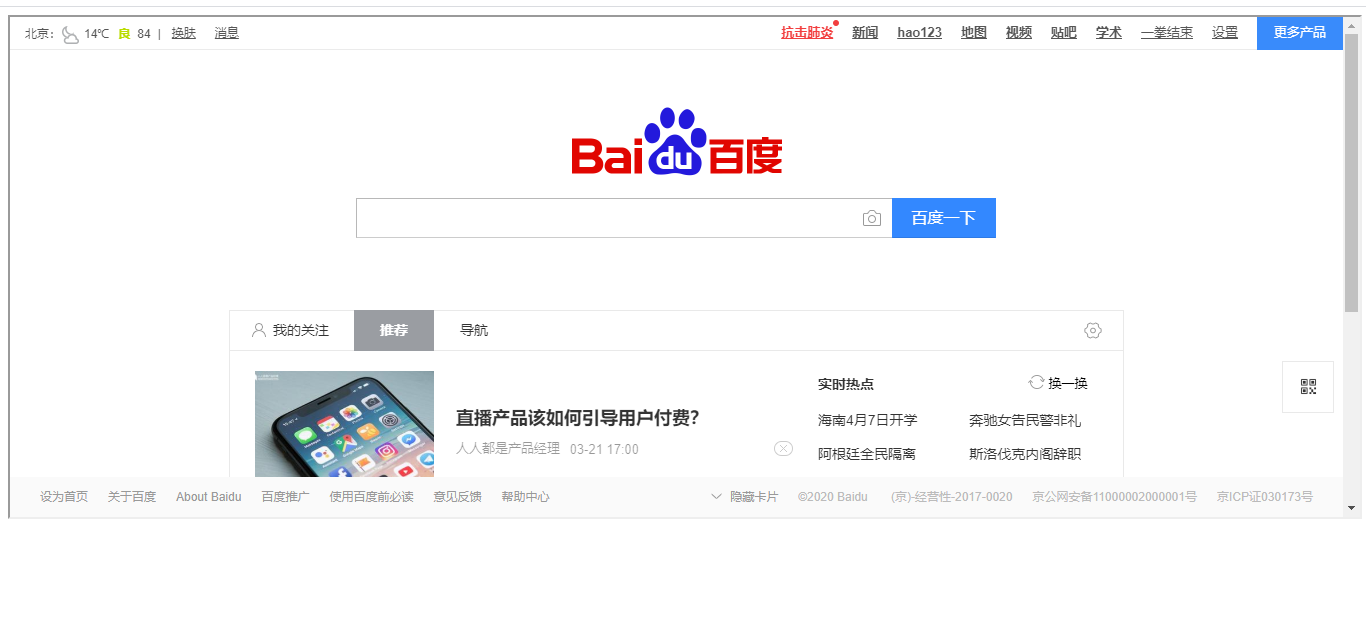 北京： 14℃ 良 84 | 换肤 消息
抗击肺炎 新闻 hao123 地图 视频 贴吧 学术 一拳结束 设置 更多产品
Bai du 百度
百度一下
我的关注 推荐 导航
直播产品该如何引导用户付费？
人人都是产品经理 03-21 17:00
实时热点 换一换
海南4月7日开学 奔驰女告民警非礼
阿根廷全民隔离 斯洛伐克内阁辞职
设为首页 关于百度 About Baidu 百度推广 使用百度前必读 意见反馈 帮助中心 隐藏卡片 ©2020 Baidu (京)-经营性-2017-0020 京公网安备11000002000001号 京ICP证030173号